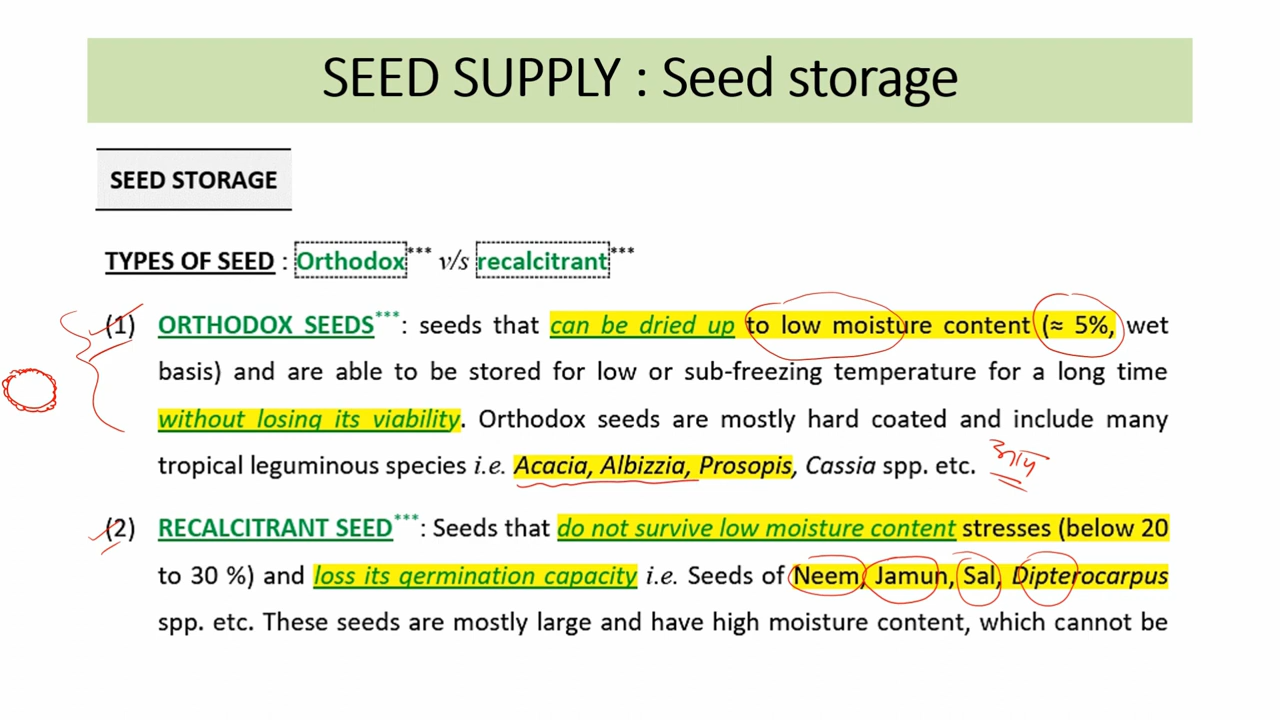 SEED SUPPLY : Seed storage
SEED STORAGE
TYPES OF SEED : Orthodox*** v/s recalcitrant***
(1) ORTHODOX SEEDS***: seeds that can be dried up to low moisture content (≈ 5%, wet
basis) and are able to be stored for low or sub-freezing temperature for a long time
without losing its viability. Orthodox seeds are mostly hard coated and include many
tropical leguminous species i.e. Acacia, Albizzia, Prosopis, Cassia spp. etc.
(2) RECALCITRANT SEED***: Seeds that do not survive low moisture content stresses (below 20
to 30 %) and loss its germination capacity i.e. Seeds of Neem, Jamun, Sal, Dipterocarpus
spp. etc. These seeds are mostly large and have high moisture content, which cannot be